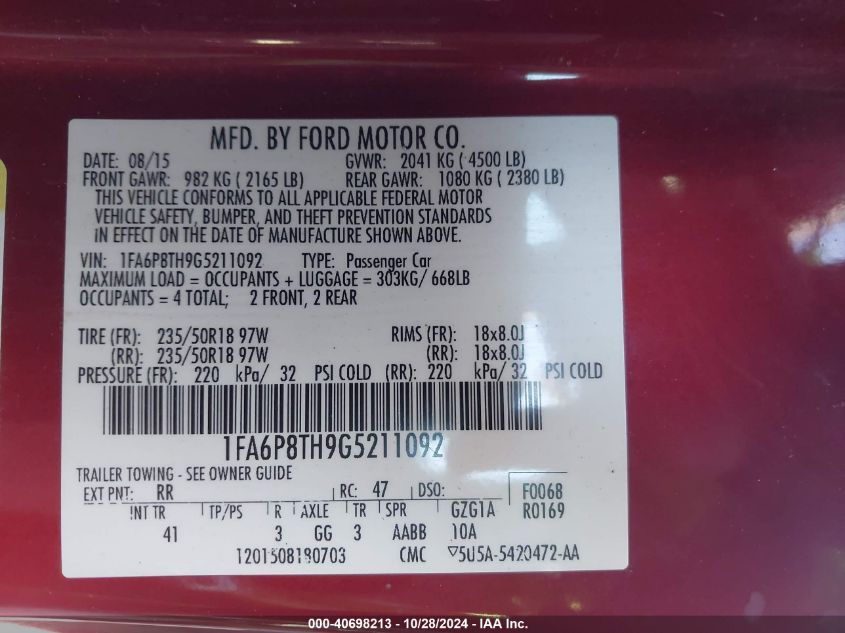 MFD. BY FORD MOTOR CO.
DATE: 08/15 GVWR: 2041 KG ( 4500 LB)
FRONT GAWR: 982 KG ( 2165 LB) REAR GAWR: 1080 KG ( 2380 LB)
THIS VEHICLE CONFORMS TO ALL APPLICABLE FEDERAL MOTOR
VEHICLE SAFETY, BUMPER, AND THEFT PREVENTION STANDARDS
IN EFFECT ON THE DATE OF MANUFACTURE SHOWN ABOVE.
VIN: 1FA6P8TH9G5211092 TYPE: Passenger Car
MAXIMUM LOAD = OCCUPANTS + LUGGAGE = 303KG/ 668LB
OCCUPANTS = 4 TOTAL; 2 FRONT, 2 REAR
TIRE (FR): 235/50R18 97W RIMS (FR): 18x8.0J
(RR): 235/50R18 97W (RR): 18x8.0J
PRESSURE (FR): 220 kPa/ 32 PSI COLD (RR): 220 kPa/ 32 PSI COLD
1FA6P8TH9G5211092
TRAILER TOWING - SEE OWNER GUIDE
EXT PNT: RR RC: 47 DSO: F0068
INT TR TP/PS R AXLE TR SPR GZG1A R0169
41 3 GG 3 AABB 10A
1201508180703 CMC ▽5U5A-5420472-AA
000-40698213 - 10/28/2024 - IAA Inc.